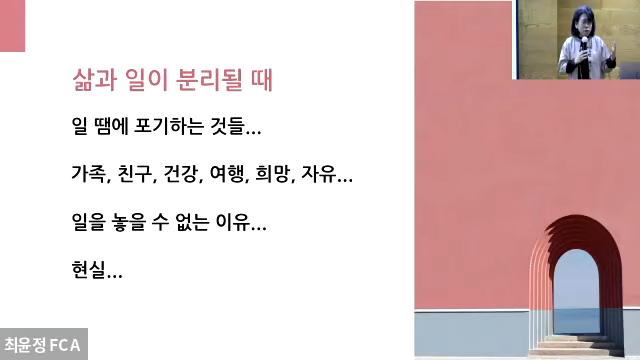 삶과 일이 분리될 때
일 땜에 포기하는 것들...
가족, 친구, 건강, 여행, 희망, 자유...
일을 놓을 수 없는 이유...
현실...
최윤정 FCA